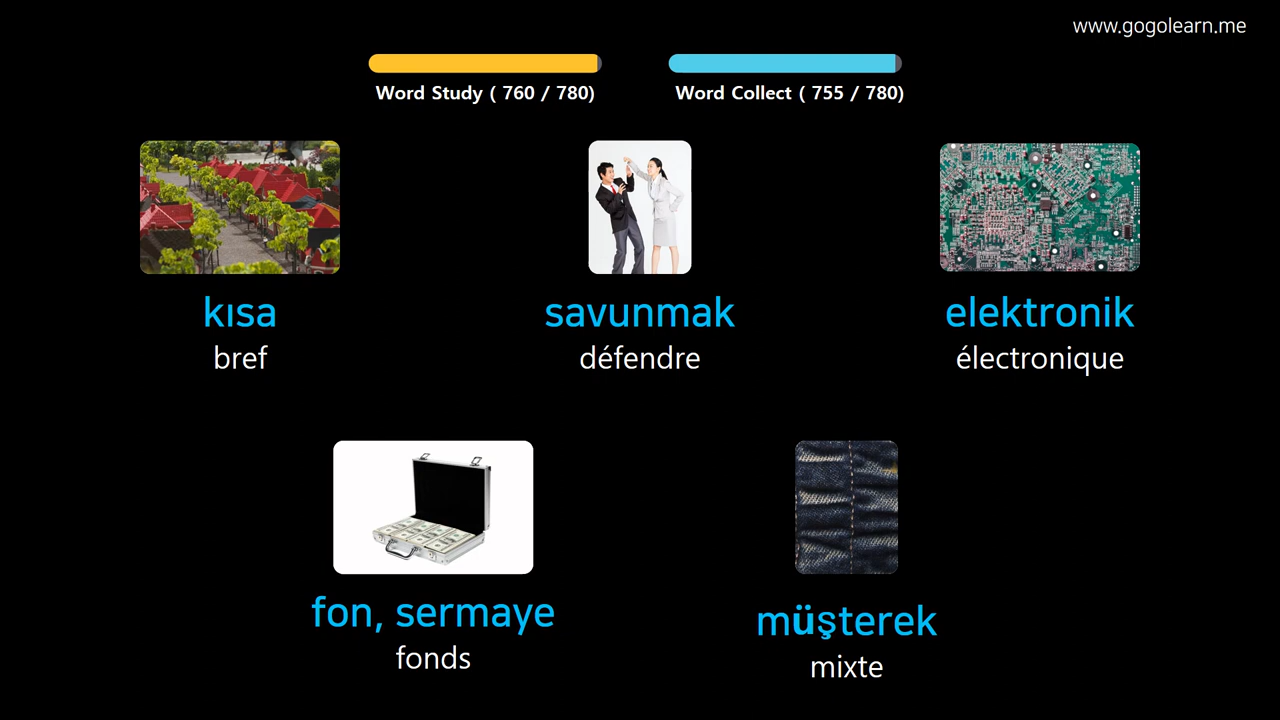 www.gogolearn.me
Word Study ( 760 / 780)
Word Collect ( 755 / 780)
kısa
bref
savunmak
défendre
elektronik
électronique
fon, sermaye
fonds
müşterek
mixte